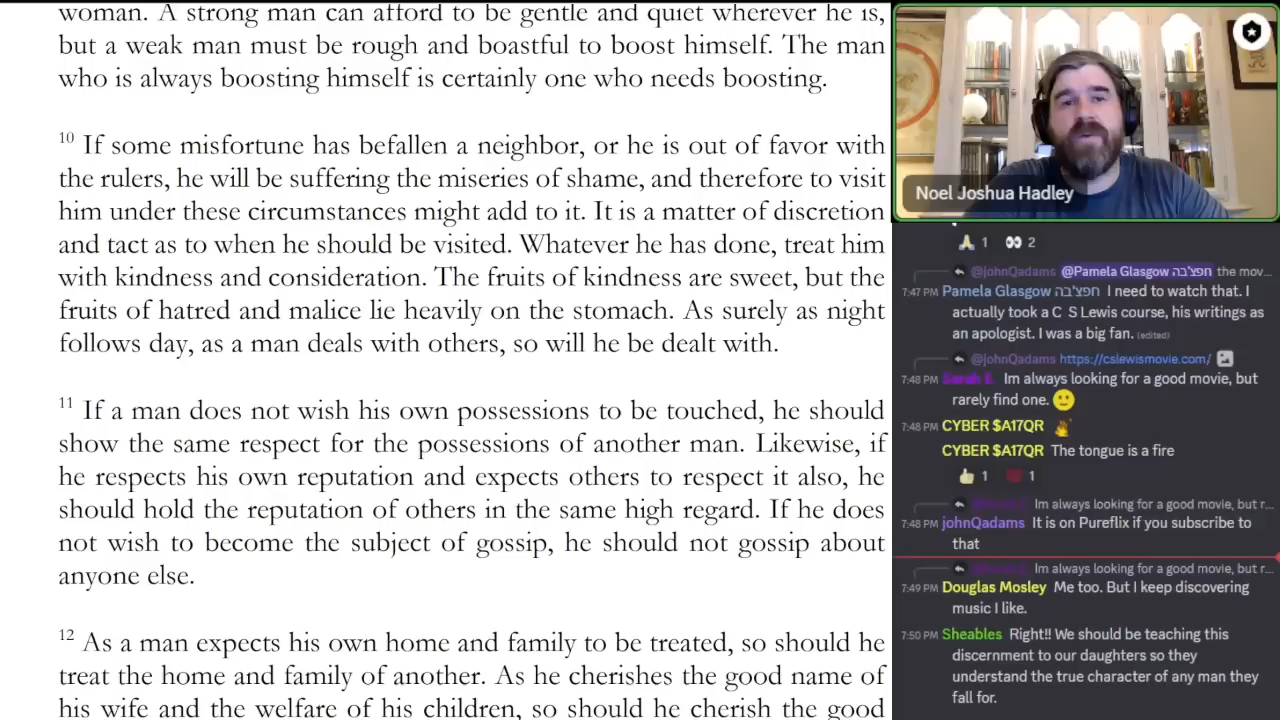 woman. A strong man can afford to be gentle and quiet wherever he is,
but a weak man must be rough and boastful to boost himself. The man
who is always boosting himself is certainly one who needs boosting.
10 If some misfortune has befallen a neighbor, or he is out of favor with
the rulers, he will be suffering the miseries of shame, and therefore to visit
him under these circumstances might add to it. It is a matter of discretion
and tact as to when he should be visited. Whatever he has done, treat him
with kindness and consideration. The fruits of kindness are sweet, but the
fruits of hatred and malice lie heavily on the stomach. As surely as night
follows day, as a man deals with others, so will he be dealt with.
11 If a man does not wish his own possessions to be touched, he should
show the same respect for the possessions of another man. Likewise, if
he respects his own reputation and expects others to respect it also, he
should hold the reputation of others in the same high regard. If he does
not wish to become the subject of gossip, he should not gossip about
anyone else.
12 As a man expects his own home and family to be treated, so should he
treat the home and family of another. As he cherishes the good name of
his wife and the welfare of his children, so should he cherish the good
Noel Joshua Hadley
🙏 1 👀 2
@johnQadams @Pamela Glasgow חפצ'בה the mov...
7:47 PM Pamela Glasgow חפצ'בה I need to watch that. I
actually took a C S Lewis course, his writings as
an apologist. I was a big fan. (edited)
@johnQadams https://cslewismovie.com/
7:48 PM Sarah E. Im always looking for a good movie, but
rarely find one. 🙂
7:48 PM CYBER $A17QR
CYBER $A17QR The tongue is a fire
👍 1 1
Im always looking for a good movie, but r...
7:48 PM johnQadams It is on Pureflix if you subscribe to
that
Im always looking for a good movie, but r...
7:49 PM Douglas Mosley Me too. But I keep discovering
music I like.
7:50 PM Sheables Right!! We should be teaching this
discernment to our daughters so they
understand the true character of any man they
fall for.